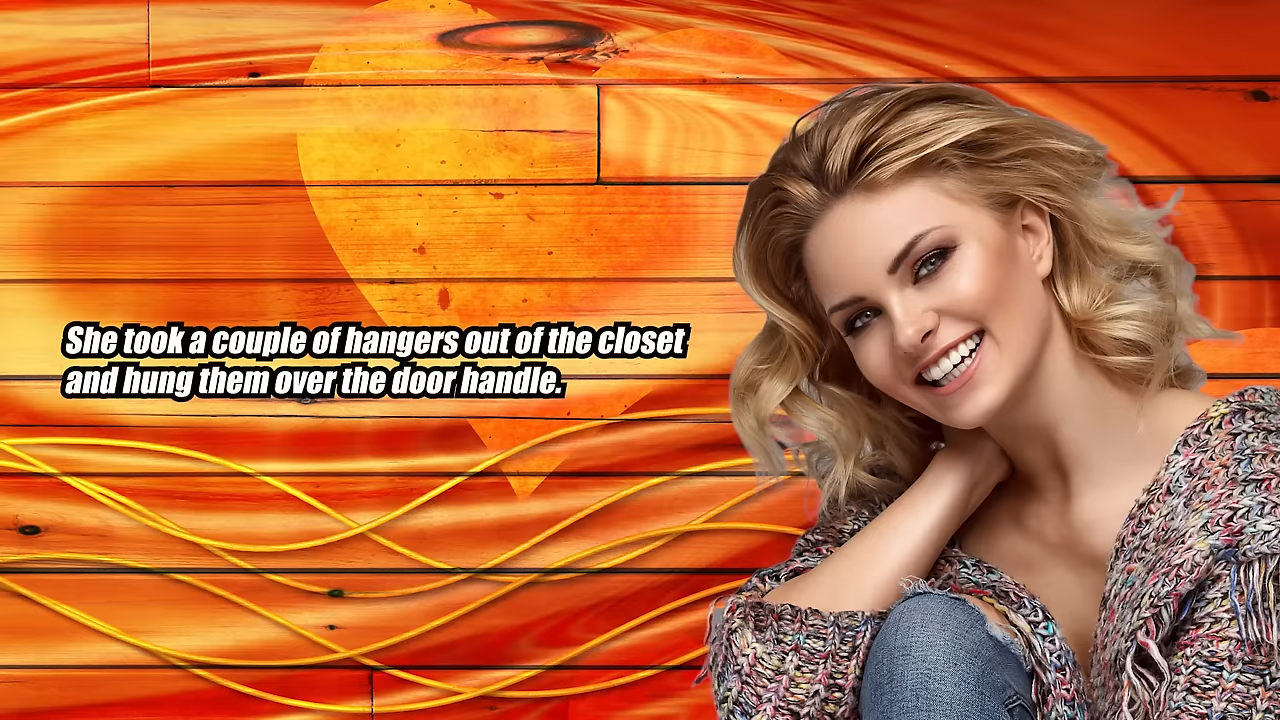 She took a couple of hangers out of the closet
and hung them over the door handle.